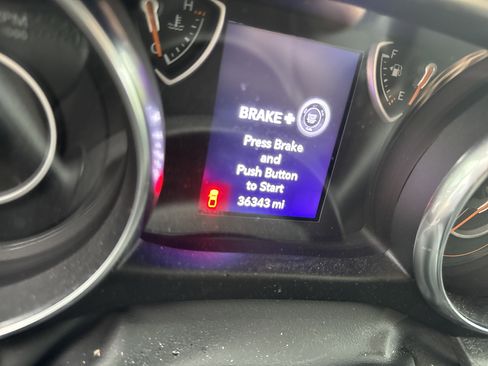 H
F
E
BRAKE +
Press Brake
and
Push Button
to Start
36343 mi